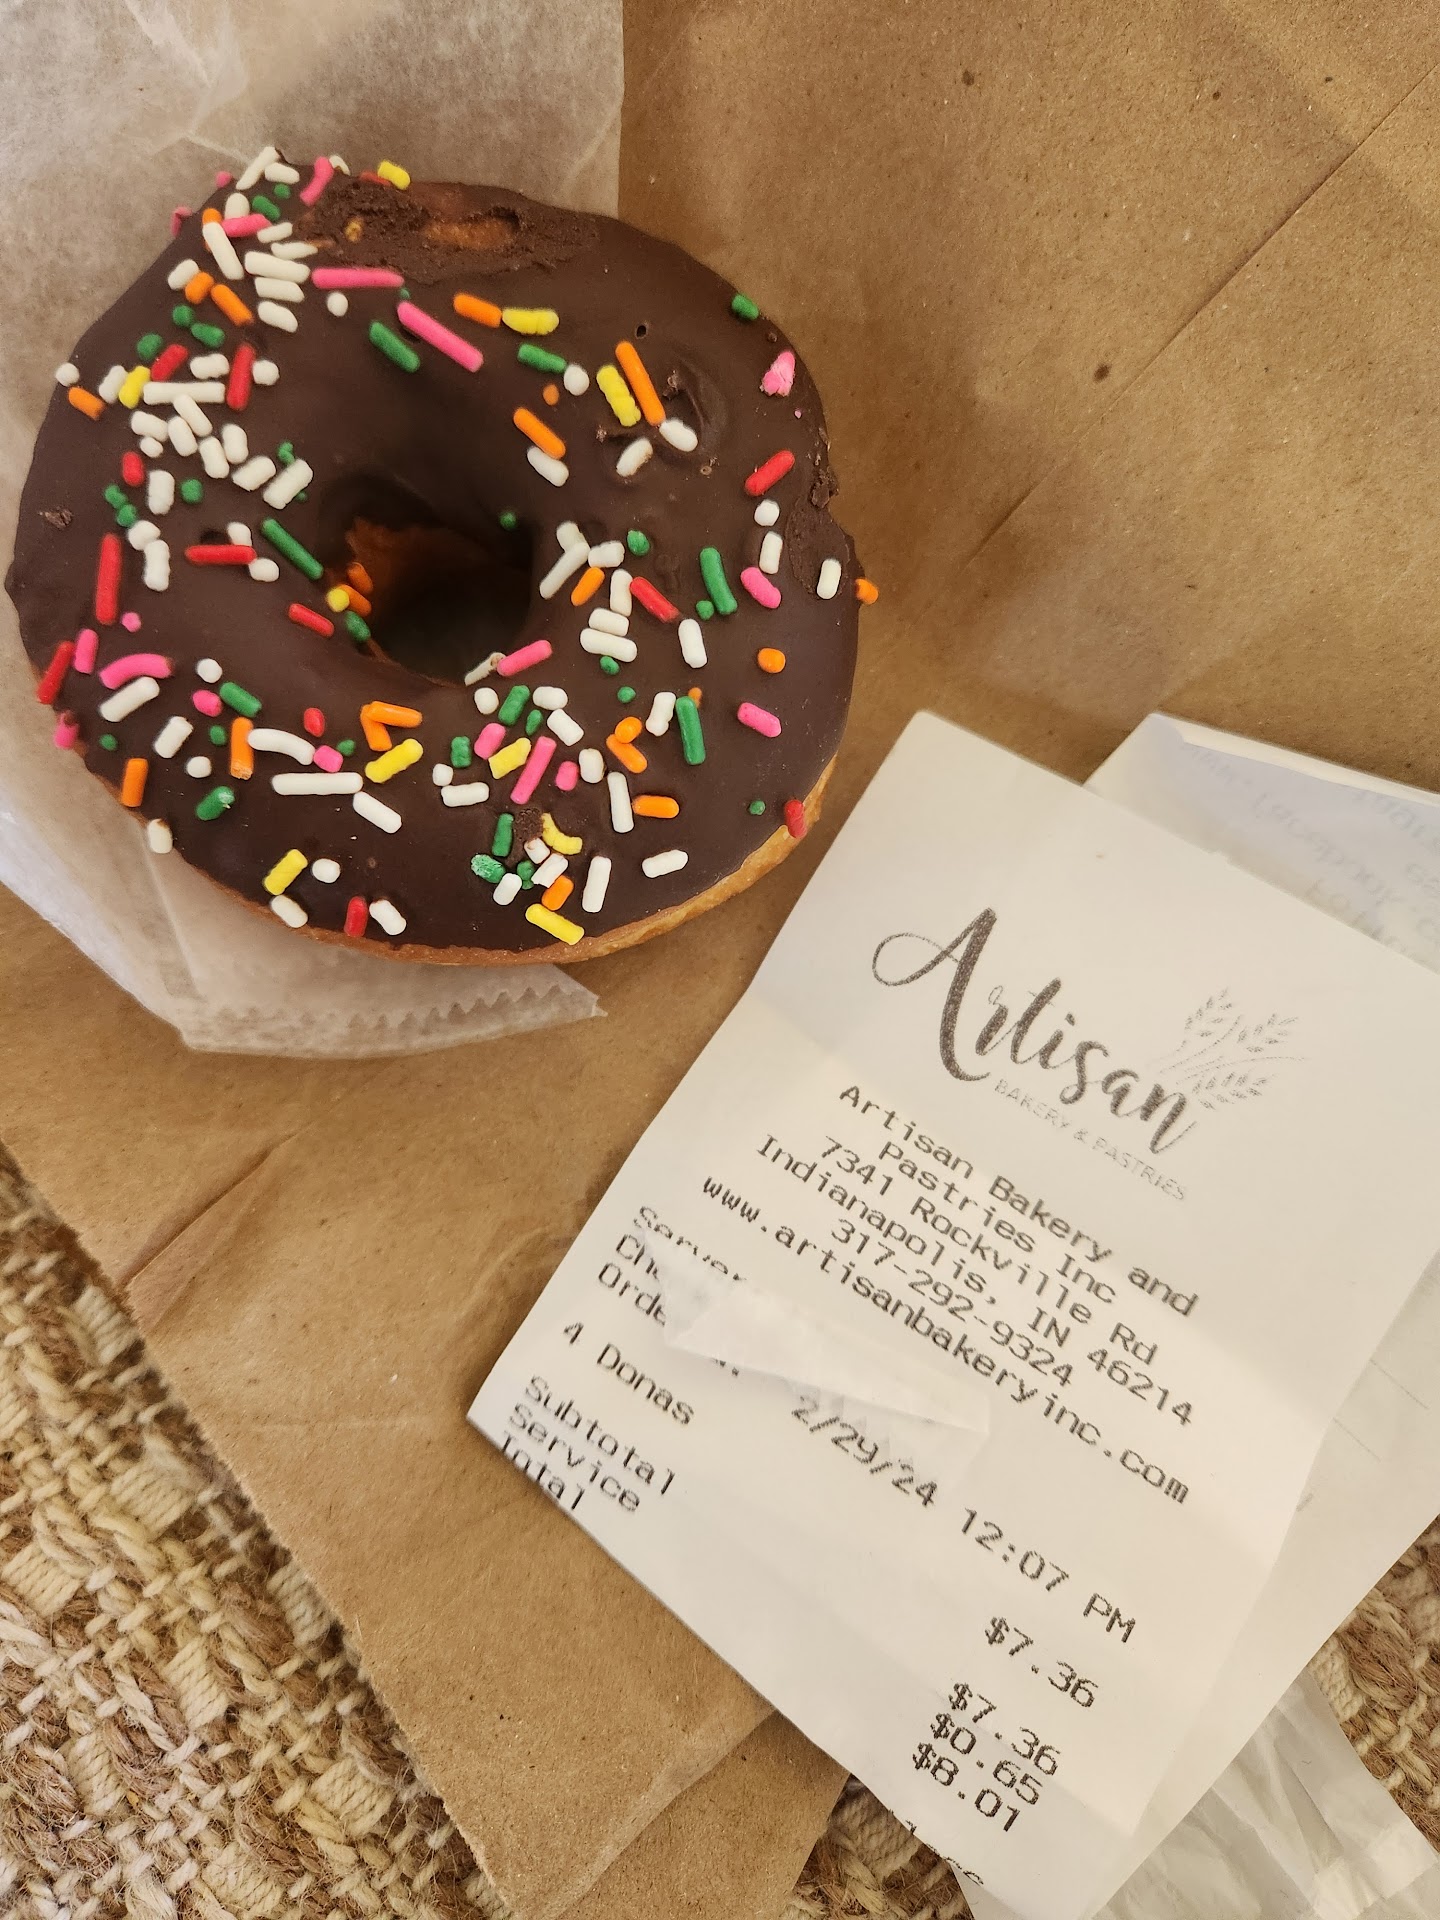 Artisan
BAKERY & PASTRIES
Artisan Bakery and
Pastries Inc
7341 Rockville Rd
Indianapolis, IN 46214
317-292-9324
www.artisanbakeryinc.com
Server
2/29/24 12:07 PM
4 Donas $7.36
Subtotal $7.36
Service $0.65
Total $8.01